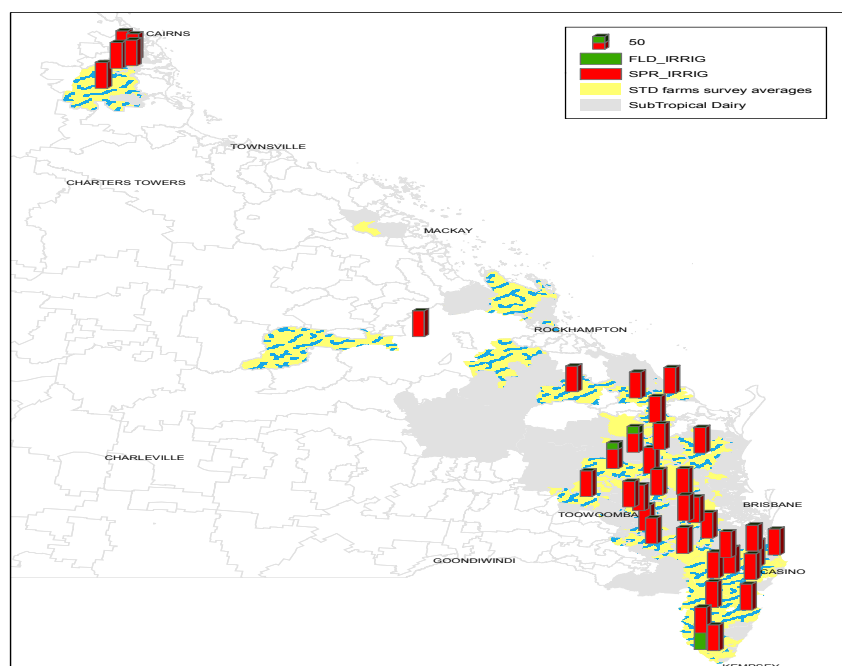 CAIRNS
50
FLD_IRRIG
SPR_IRRIG
STD farms survey averages
SubTropical Dairy
TOWNSVILLE
CHARTERS TOWERS
MACKAY
ROCKHAMPTON
CHARLEVILLE
BRISBANE
TOOWOOMBA
GOONDIWINDI
CASINO
KEMPSEY